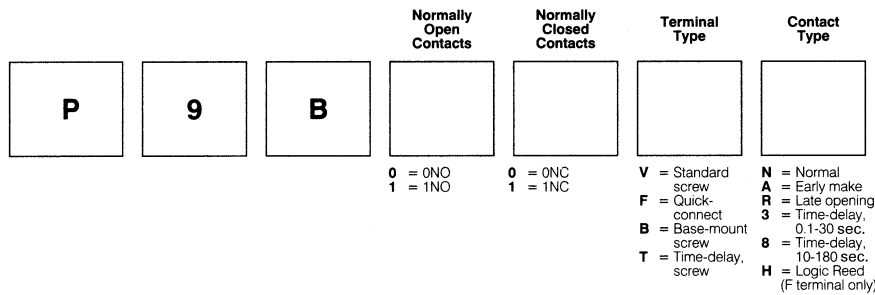 Normally
Open
Contacts
Normally
Closed
Contacts
Terminal
Type
Contact
Type
P
9
B
0 = 0NO
1 = 1NO
0 = 0NC
1 = 1NC
V = Standard
screw
F = Quick-
connect
B = Base-mount
screw
T = Time-delay,
screw
N = Normal
A = Early make
R = Late opening
3 = Time-delay,
0.1-30 sec.
8 = Time-delay,
10-180 sec.
H = Logic Reed
(F terminal only)